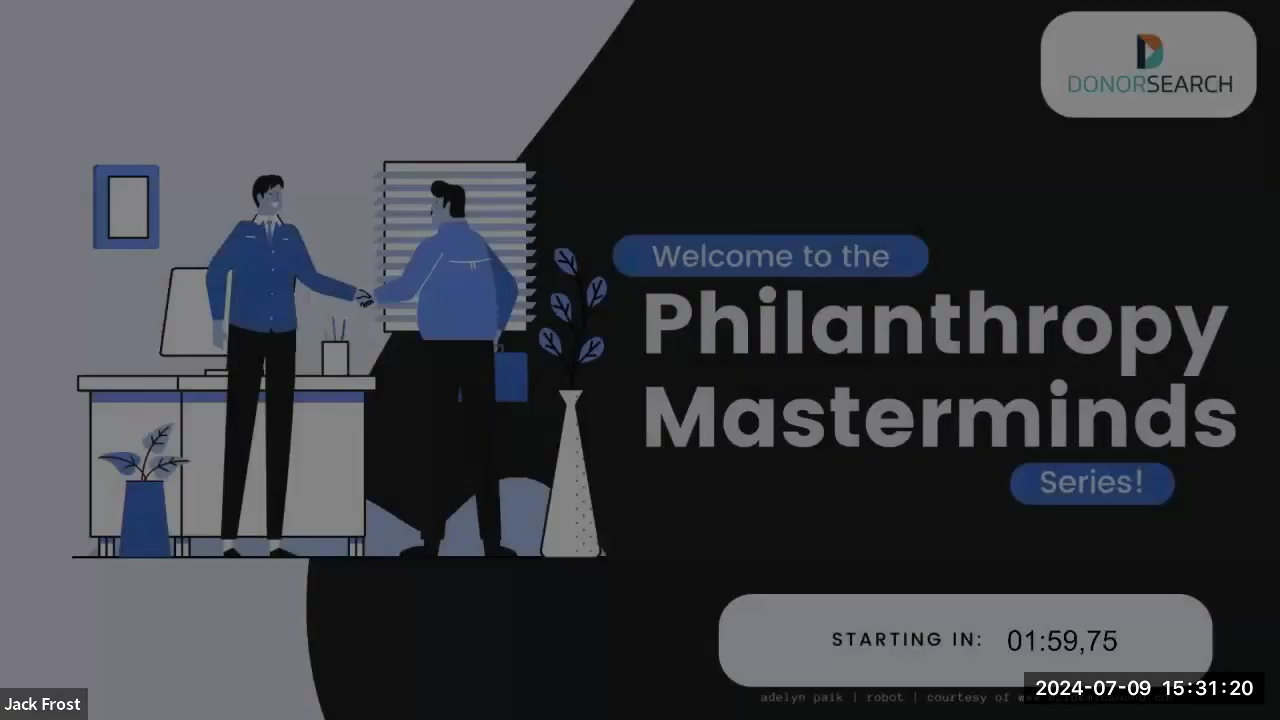 DONORSEARCH
Welcome to the
Philanthropy
Masterminds
Series!
STARTING IN: 01:59,75
2024-07-09 15:31:20
adelyn paik | robot | courtesy of
Jack Frost